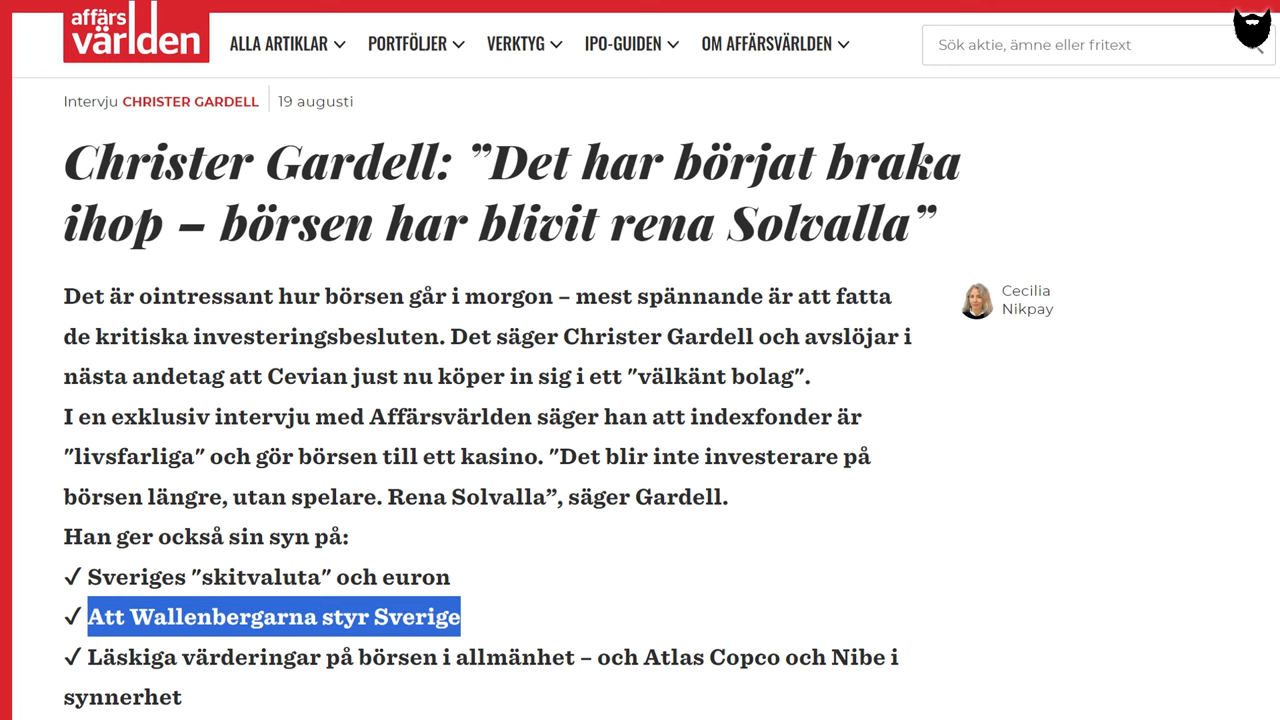 affärs
världen
ALLA ARTIKLAR
PORTFÖLJER
VERKTYG
IPO-GUIDEN
OM AFFÄRSVÄRLDEN
Sök aktie, ämne eller fritext
Intervju CHRISTER GARDELL
19 augusti
Christer Gardell: ”Det har börjat braka
ihop – börsen har blivit rena Solvalla”
Det är ointressant hur börsen går i morgon – mest spännande är att fatta
de kritiska investeringsbesluten. Det säger Christer Gardell och avslöjar i
nästa andetag att Cevian just nu köper in sig i ett "välkänt bolag".
I en exklusiv intervju med Affärsvärlden säger han att indexfonder är
"livsfarliga" och gör börsen till ett kasino. "Det blir inte investerare på
börsen längre, utan spelare. Rena Solvalla”, säger Gardell.
Han ger också sin syn på:
✓ Sveriges "skitvaluta" och euron
✓ Att Wallenbergarna styr Sverige
✓ Läskiga värderingar på börsen i allmänhet – och Atlas Copco och Nibe i
synnerhet
Cecilia
Nikpay